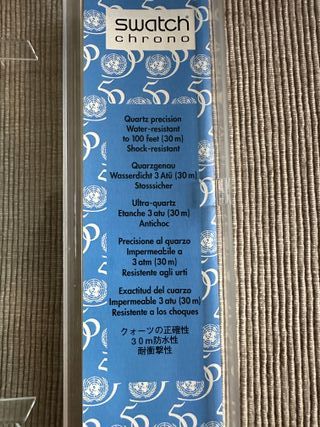 swatch
chrono
Quartz precision
Water-resistant
to 100 feet (30 m)
Shock-resistant
Quarzgenau
Wasserdicht 3 Atü (30 m)
Stosssicher
Ultra-quartz
Etanche 3 atu (30 m)
Antichoc
Precisione al quarzo
Impermeabile a
3 atm (30 m)
Resistente agli urti
Exactitud del cuarzo
Impermeable 3 atu (30 m)
Resistente a los choques
クォーツの正確性
30m防水性
耐衝撃性
50